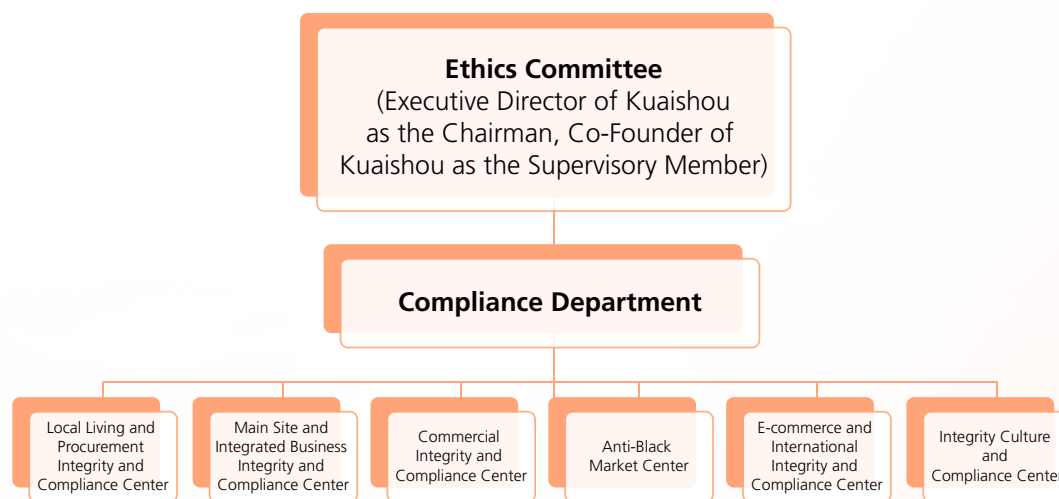 Ethics Committee
(Executive Director of Kuaishou
as the Chairman, Co-Founder of
Kuaishou as the Supervisory Member)
Compliance Department
Local Living and
Procurement
Integrity and
Compliance Center
Main Site and
Integrated Business
Integrity and
Compliance Center
Commercial
Integrity and
Compliance Center
Anti-Black
Market Center
E-commerce and
International
Integrity and
Compliance Center
Integrity Culture
and
Compliance Center